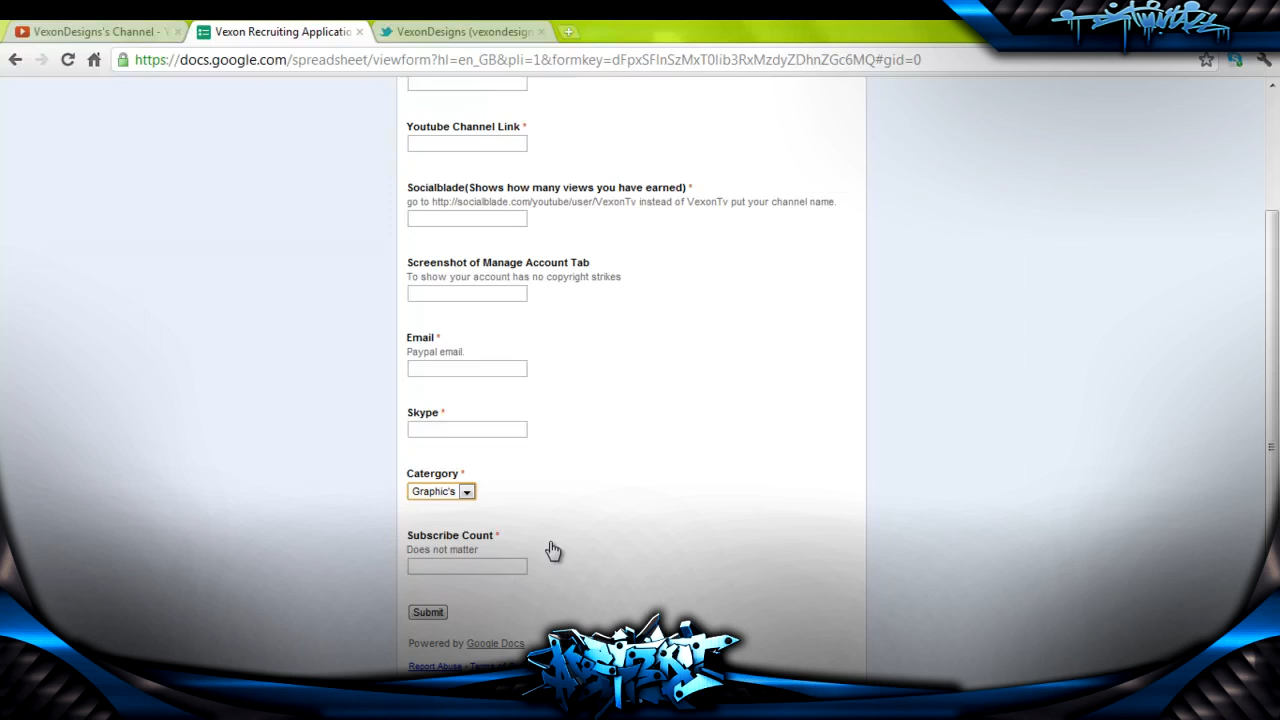 VexonDesigns's Channel - Y
Vexon Recruiting Applicatio
VexonDesigns (vexondesign
https://docs.google.com/spreadsheet/viewform?hl=en_GB&pli=1&formkey=dFpxSFlnSzMxT0lib3RxMzdyZDhnZGc6MQ#gid=0
Youtube Channel Link *
Socialblade(Shows how many views you have earned) *
go to http://socialblade.com/youtube/user/VexonTv instead of VexonTv put your channel name.
Screenshot of Manage Account Tab
To show your account has no copyright strikes
Email *
Paypal email.
Skype *
Catergory *
Graphic's
Subscribe Count *
Does not matter
Submit
Powered by Google Docs
Report Abuse - Terms of